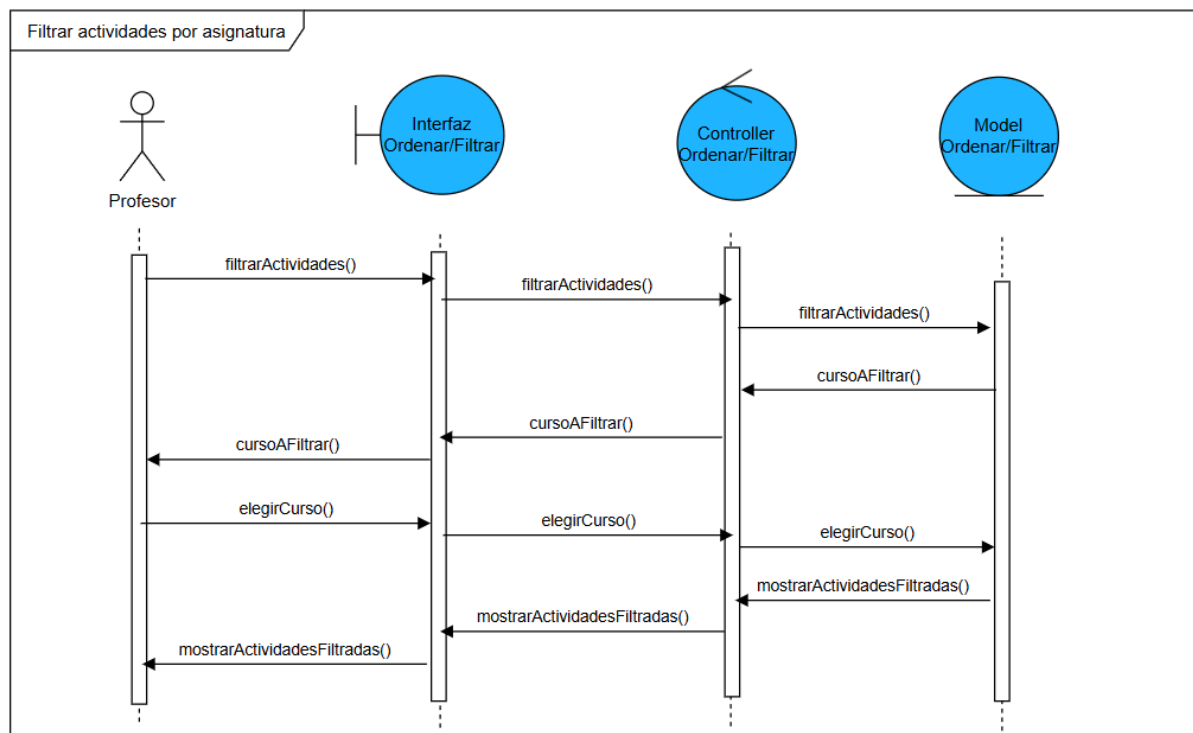 Filtrar actividades por asignatura
Interfaz
Ordenar/Filtrar
Controller
Ordenar/Filtrar
Model
Ordenar/Filtrar
Profesor
filtrarActividades()
filtrarActividades()
filtrarActividades()
cursoAFiltrar()
cursoAFiltrar()
cursoAFiltrar()
elegirCurso()
elegirCurso()
elegirCurso()
mostrarActividadesFiltradas()
mostrarActividadesFiltradas()
mostrarActividadesFiltradas()